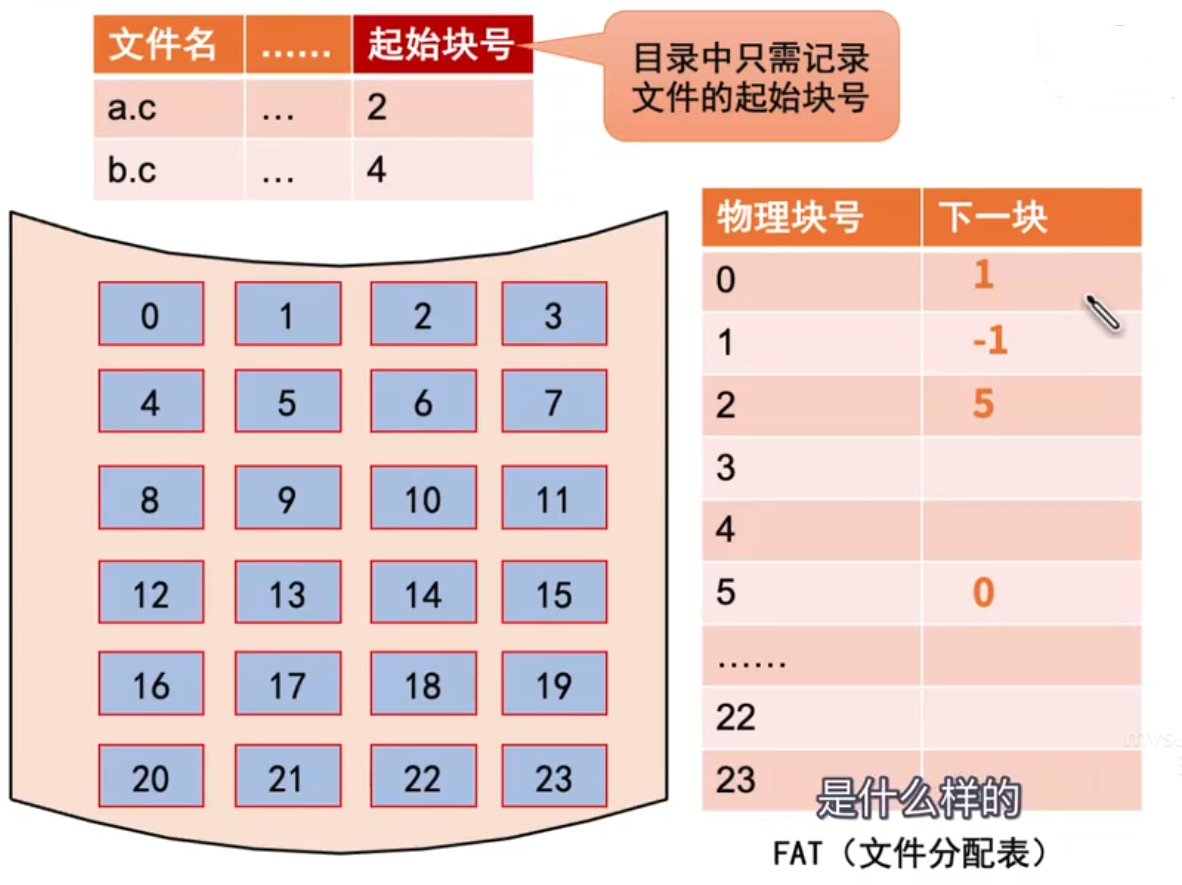 文件名 …… 起始块号
a.c … 2
b.c … 4
目录中只需记录
文件的起始块号
0 1 2 3
4 5 6 7
8 9 10 11
12 13 14 15
16 17 18 19
20 21 22 23
物理块号 下一块
0 1
1 -1
2 5
3
4
5 0
……
22
23
是什么样的
FAT（文件分配表）